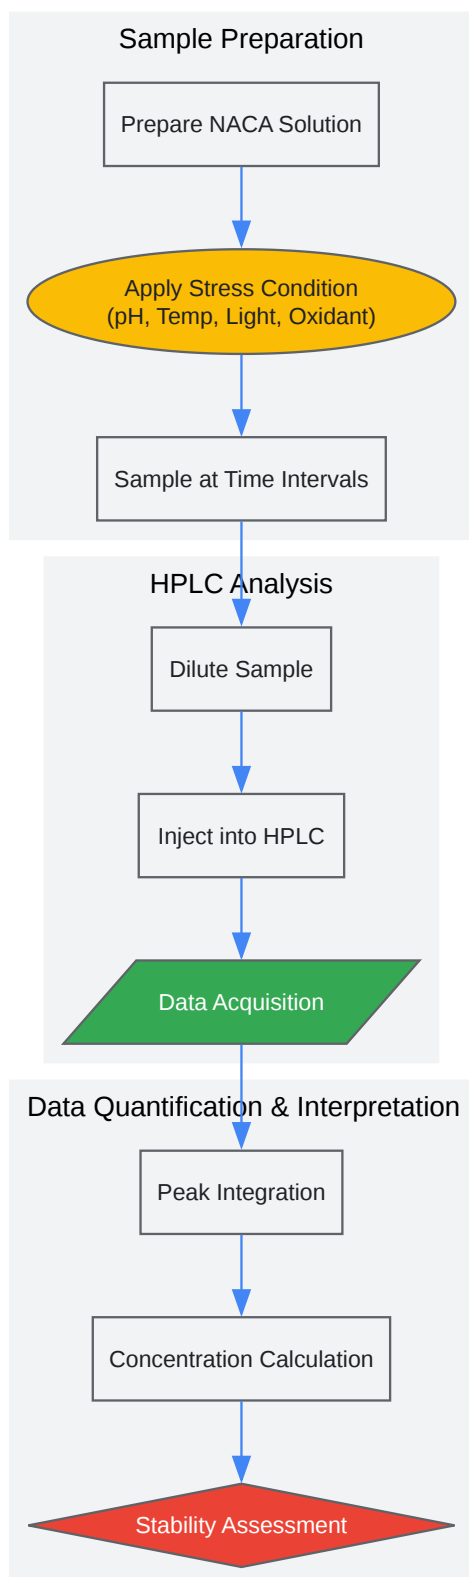 Sample Preparation
Prepare NACA Solution
Apply Stress Condition
(pH, Temp, Light, Oxidant)
Sample at Time Intervals
HPLC Analysis
Dilute Sample
Inject into HPLC
Data Acquisition
Data Quantification & Interpretation
Peak Integration
Concentration Calculation
Stability Assessment